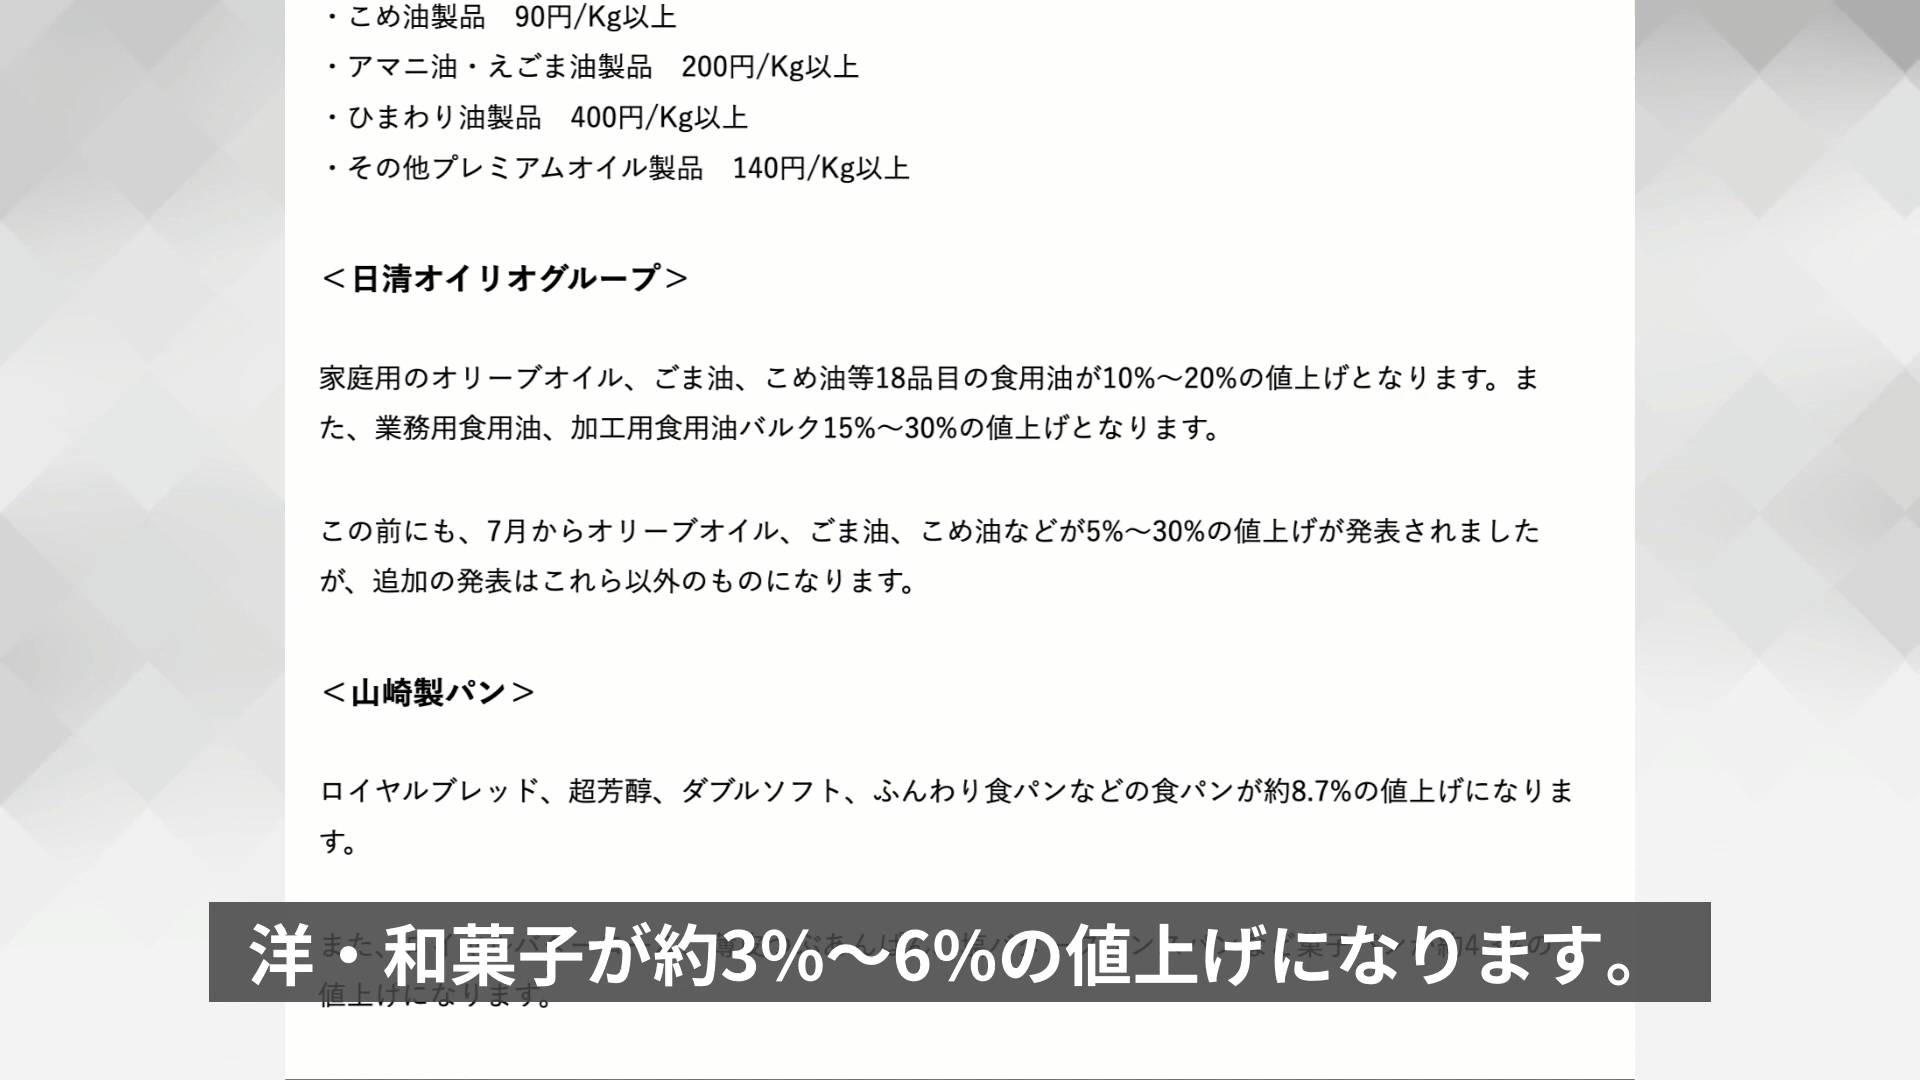 ・こめ油製品　90円/Kg以上
・アマニ油・えごま油製品　200円/Kg以上
・ひまわり油製品　400円/Kg以上
・その他プレミアムオイル製品　140円/Kg以上
＜日清オイリオグループ＞
家庭用のオリーブオイル、ごま油、こめ油等18品目の食用油が10%〜20%の値上げとなります。ま
た、業務用食用油、加工用食用油バルク15%〜30%の値上げとなります。
この前にも、7月からオリーブオイル、ごま油、こめ油などが5%〜30%の値上げが発表されました
が、追加の発表はこれら以外のものになります。
＜山崎製パン＞
ロイヤルブレッド、超芳醇、ダブルソフト、ふんわり食パンなどの食パンが約8.7%の値上げになりま
す。
洋・和菓子が約3%〜6%の値上げになります。
値上げになります。